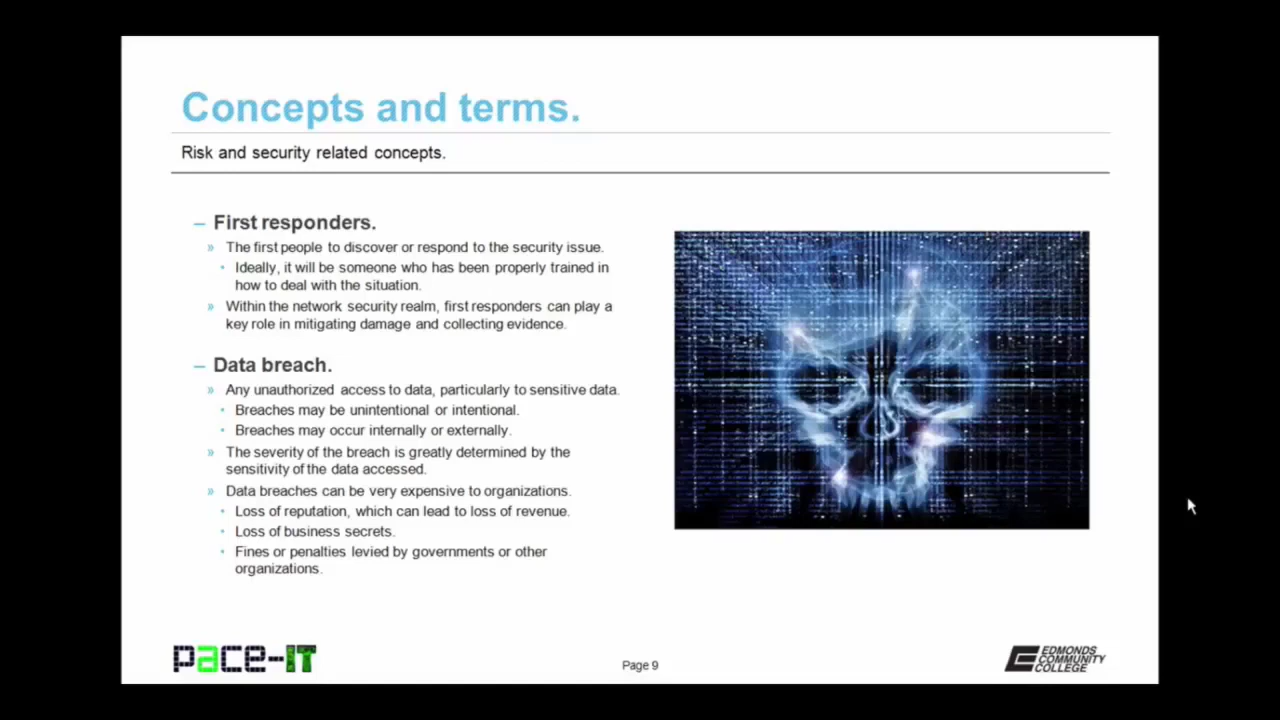 Concepts and terms.
Risk and security related concepts.
– First responders.
» The first people to discover or respond to the security issue.
• Ideally, it will be someone who has been properly trained in
how to deal with the situation.
» Within the network security realm, first responders can play a
key role in mitigating damage and collecting evidence.
– Data breach.
» Any unauthorized access to data, particularly to sensitive data.
• Breaches may be unintentional or intentional.
• Breaches may occur internally or externally.
» The severity of the breach is greatly determined by the
sensitivity of the data accessed.
» Data breaches can be very expensive to organizations.
• Loss of reputation, which can lead to loss of revenue.
• Loss of business secrets.
• Fines or penalties levied by governments or other
organizations.
pace-IT
Page 9
EDMONDS
COMMUNITY
COLLEGE